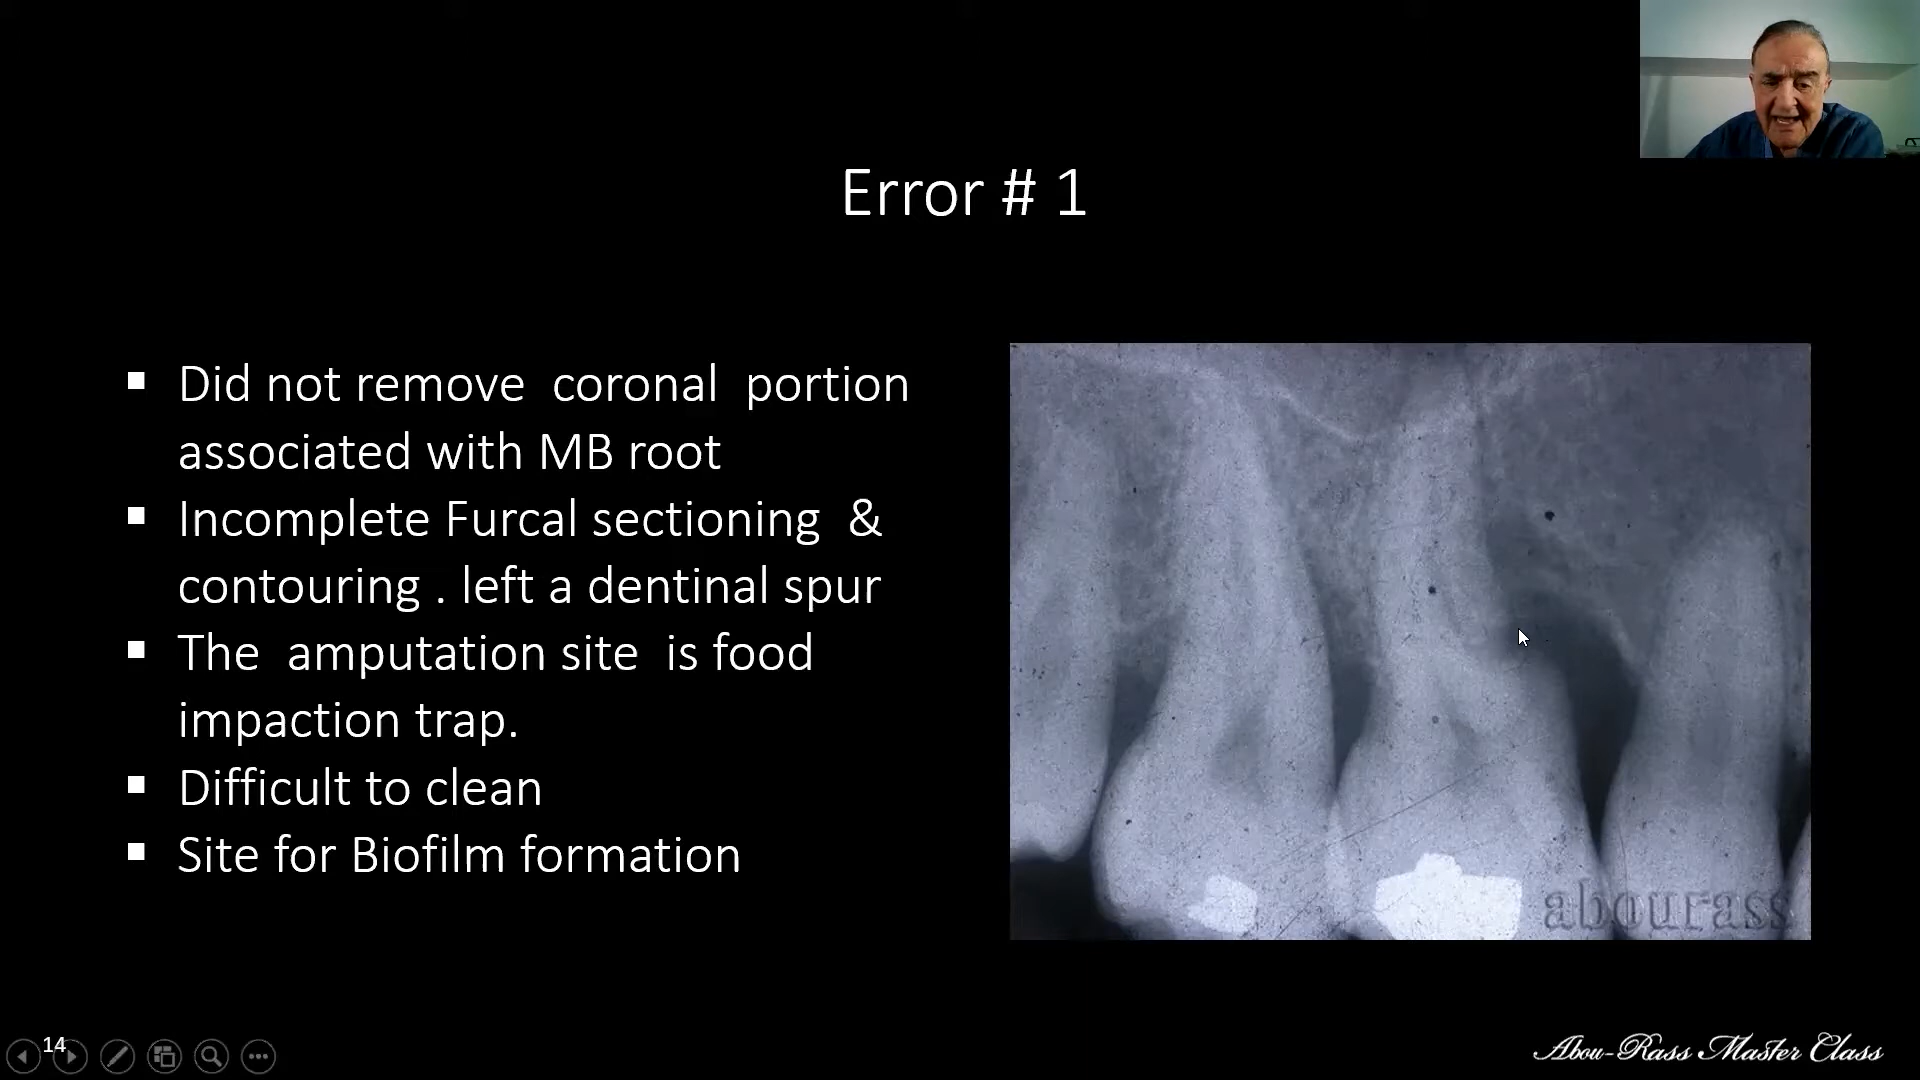 Error # 1
▪ Did not remove coronal portion
associated with MB root
▪ Incomplete Furcal sectioning &
contouring . left a dentinal spur
▪ The amputation site is food
impaction trap.
▪ Difficult to clean
▪ Site for Biofilm formation
abourass
14
Abou-Rass Master Class